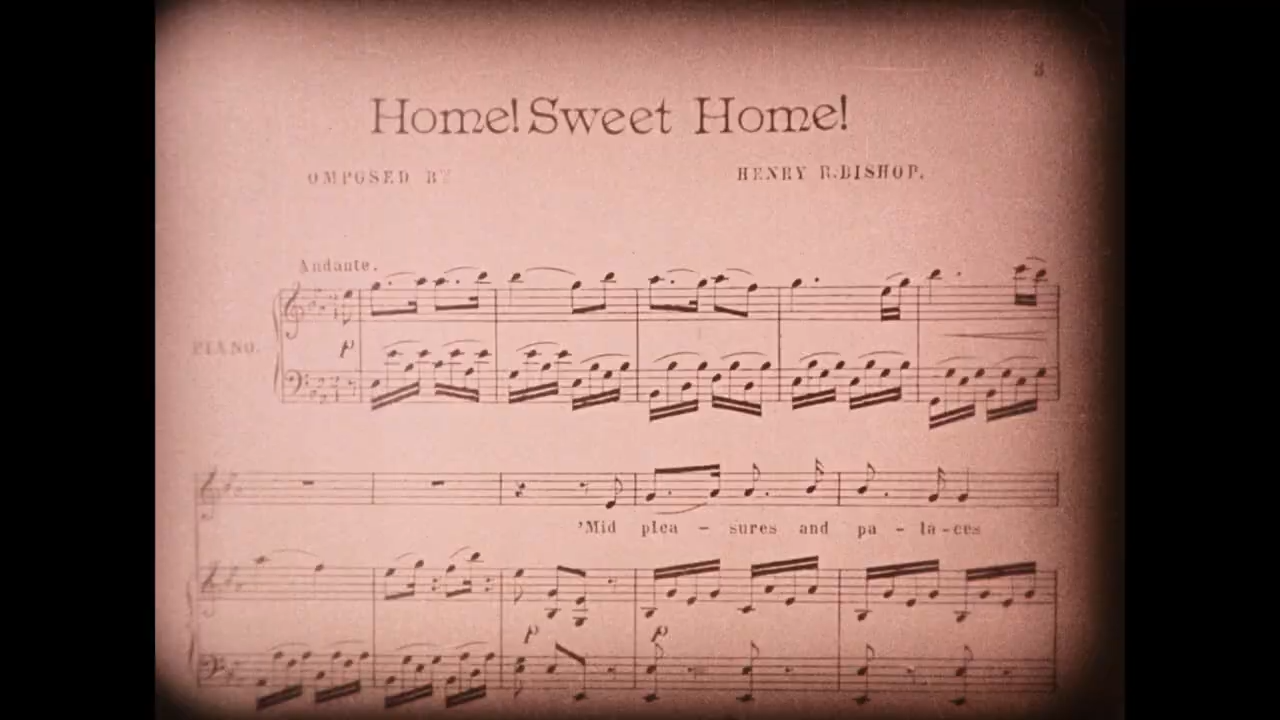 3
Home! Sweet Home!
OMPOSED BY HENRY R. BISHOP.
Andante.
PIANO.
p
'Mid plea - sures and pa - la - ces
p p